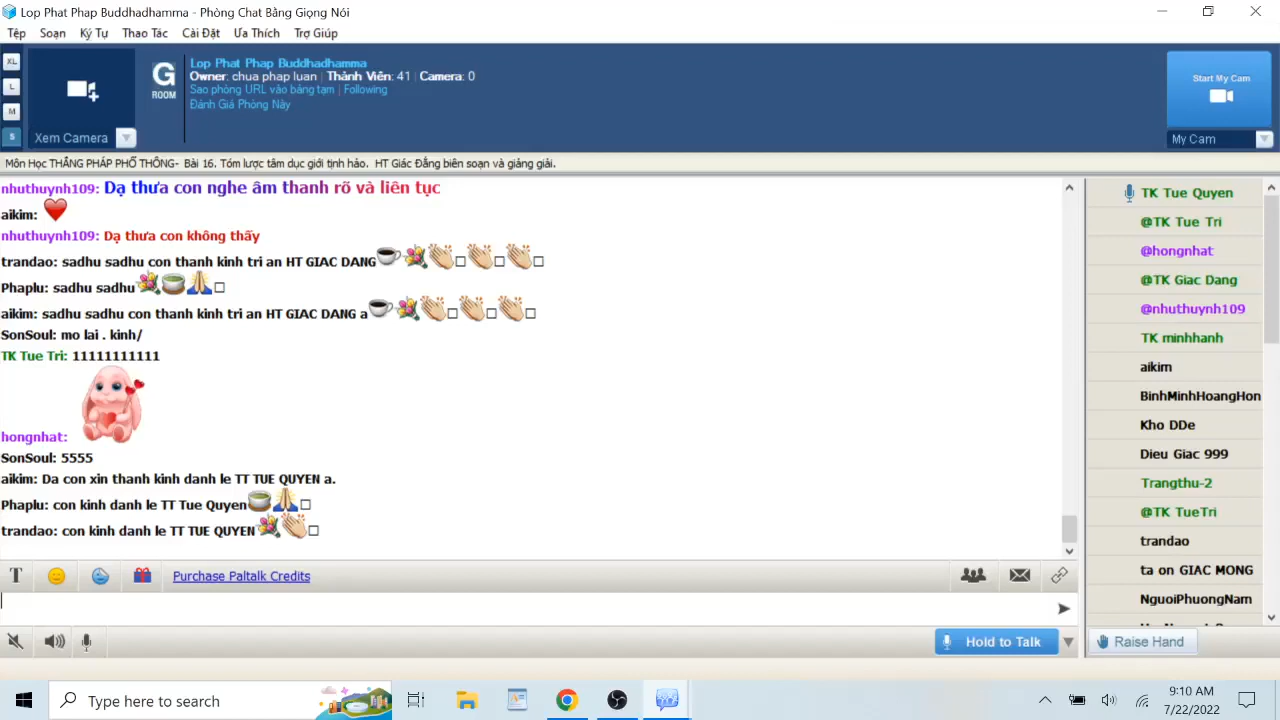 Lop Phat Phap Buddhadhamma - Phòng Chat Bằng Giọng Nói
Tệp Soạn Ký Tự Thao Tác Cài Đặt Ưa Thích Trợ Giúp
XL
L
M
S
Xem Camera
G
ROOM
Lop Phat Phap Buddhadhamma
Owner: chua phap luan | Thành Viên: 41 | Camera: 0
Sao phòng URL vào bảng tạm | Following
Đánh Giá Phòng Này
Start My Cam
My Cam
Môn Học THẮNG PHÁP PHỔ THÔNG- Bài 16. Tóm lược tâm dục giới tịnh hảo. HT Giác Đẳng biên soạn và giảng giải.
nhuthuynh109: Dạ thưa con nghe âm thanh rõ và liên tục
aikim:
nhuthuynh109: Dạ thưa con không thấy
trandao: sadhu sadhu con thanh kinh tri an HT GIAC DANG
Phaplu: sadhu sadhu
aikim: sadhu sadhu con thanh kinh tri an HT GIAC DANG a
SonSoul: mo lai . kinh/
TK Tue Tri: 11111111111
hongnhat:
SonSoul: 5555
aikim: Da con xin thanh kinh danh le TT TUE QUYEN a.
Phaplu: con kinh danh le TT Tue Quyen
trandao: con kinh danh le TT TUE QUYEN
TK Tue Quyen
@TK Tue Tri
@hongnhat
@TK Giac Dang
@nhuthuynh109
TK minhhanh
aikim
BinhMinhHoangHon
Kho DDe
Dieu Giac 999
Trangthu-2
@TK TueTri
trandao
ta on GIAC MONG
NguoiPhuongNam
T
Purchase Paltalk Credits
Hold to Talk
Raise Hand
Type here to search
9:10 AM
7/22/2022